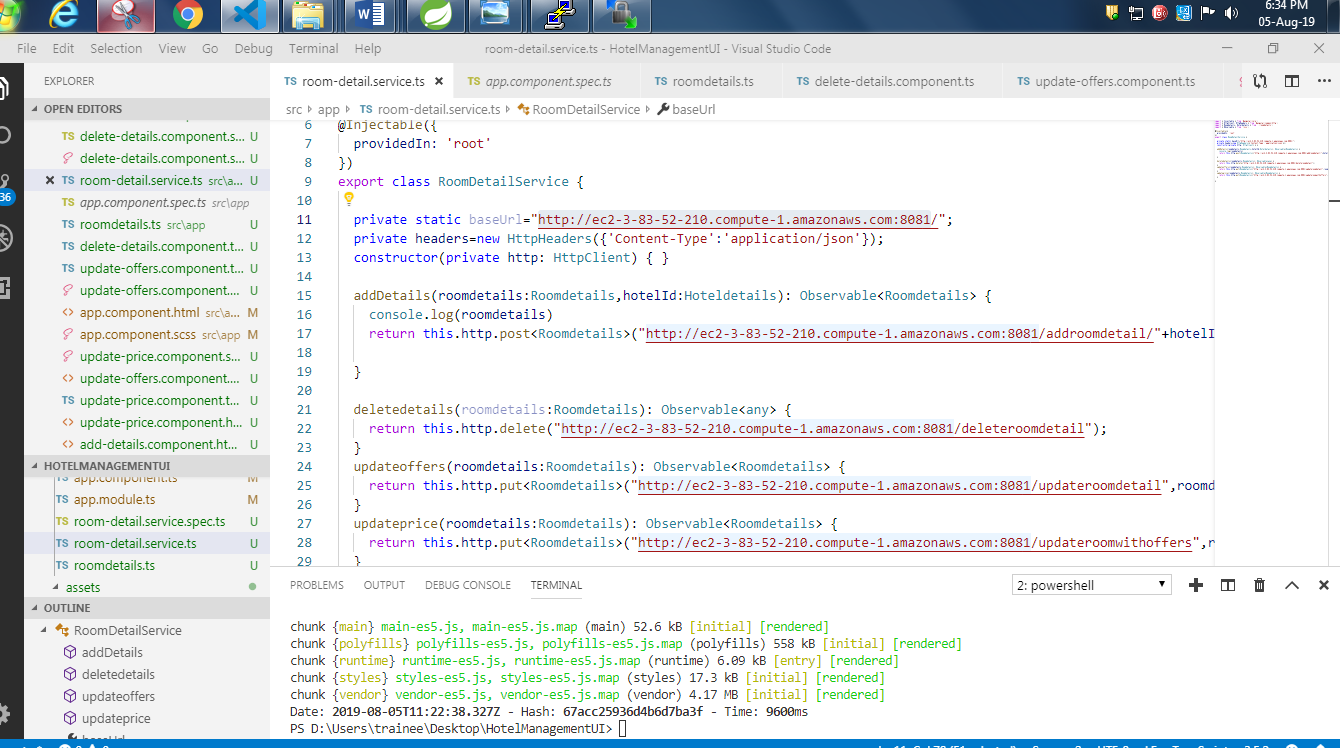 6:34 PM
05-Aug-19
File Edit Selection View Go Debug Terminal Help
room-detail.service.ts - HotelManagementUI - Visual Studio Code
EXPLORER
OPEN EDITORS
TS delete-details.component.s... U
delete-details.component.s... U
TS room-detail.service.ts src\a... U
TS app.component.spec.ts src\app
TS roomdetails.ts src\app U
TS delete-details.component.t... U
TS update-offers.component.t... U
update-offers.component.... U
<> app.component.html src\a... M
app.component.scss src\app M
update-price.component.s... U
<> update-offers.component.... U
TS update-price.component.t... U
<> update-price.component.h... U
<> add-details.component.ht... U
36
HOTELMANAGEMENTUI
TS app.component.ts M
TS app.module.ts M
TS room-detail.service.spec.ts U
TS room-detail.service.ts U
TS roomdetails.ts U
assets
OUTLINE
RoomDetailService
addDetails
deletedetails
updateoffers
updateprice
baseUrl
TS room-detail.service.ts TS app.component.spec.ts TS roomdetails.ts TS delete-details.component.ts TS update-offers.component.ts
src app TS room-detail.service.ts RoomDetailService baseUrl
6 @Injectable({
7 providedIn: 'root'
8 })
9 export class RoomDetailService {
10
11 private static baseUrl="http://ec2-3-83-52-210.compute-1.amazonaws.com:8081/";
12 private headers=new HttpHeaders({'Content-Type':'application/json'});
13 constructor(private http: HttpClient) { }
14
15 addDetails(roomdetails:Roomdetails,hotelId:Hoteldetails): Observable<Roomdetails> {
16 console.log(roomdetails)
17 return this.http.post<Roomdetails>("http://ec2-3-83-52-210.compute-1.amazonaws.com:8081/addroomdetail/"+hotelI
18
19 }
20
21 deletedetails(roomdetails:Roomdetails): Observable<any> {
22 return this.http.delete("http://ec2-3-83-52-210.compute-1.amazonaws.com:8081/deleteroomdetail");
23 }
24 updateoffers(roomdetails:Roomdetails): Observable<Roomdetails> {
25 return this.http.put<Roomdetails>("http://ec2-3-83-52-210.compute-1.amazonaws.com:8081/updateroomdetail",roomd
26 }
27 updateprice(roomdetails:Roomdetails): Observable<Roomdetails> {
28 return this.http.put<Roomdetails>("http://ec2-3-83-52-210.compute-1.amazonaws.com:8081/updateroomwithoffers",r
29 }
PROBLEMS OUTPUT DEBUG CONSOLE TERMINAL
2: powershell
chunk {main} main-es5.js, main-es5.js.map (main) 52.6 kB [initial] [rendered]
chunk {polyfills} polyfills-es5.js, polyfills-es5.js.map (polyfills) 558 kB [initial] [rendered]
chunk {runtime} runtime-es5.js, runtime-es5.js.map (runtime) 6.09 kB [entry] [rendered]
chunk {styles} styles-es5.js, styles-es5.js.map (styles) 17.3 kB [initial] [rendered]
chunk {vendor} vendor-es5.js, vendor-es5.js.map (vendor) 4.17 MB [initial] [rendered]
Date: 2019-08-05T11:22:38.327Z - Hash: 67acc25936d4b6d7ba3f - Time: 9600ms
PS D:\Users\trainee\Desktop\HotelManagementUI>